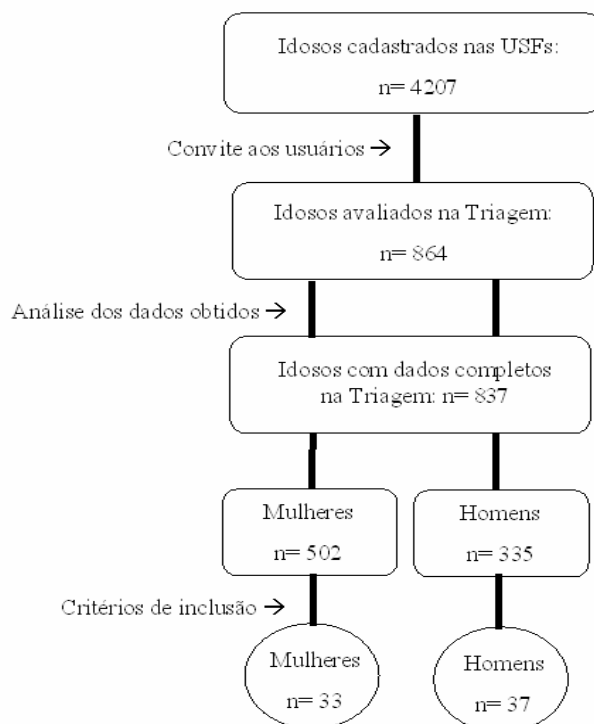 Idosos cadastrados nas USFs:
n= 4207
Convite aos usuários →
Idosos avaliados na Triagem:
n= 864
Análise dos dados obtidos →
Idosos com dados completos
na Triagem: n= 837
Mulheres
n= 502
Homens
n= 335
Critérios de inclusão →
Mulheres
n= 33
Homens
n= 37